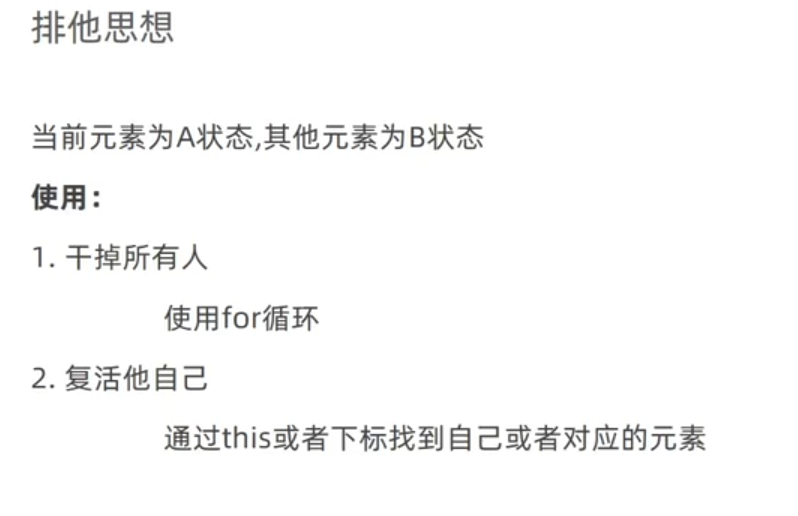 排他思想
当前元素为A状态,其他元素为B状态
使用：
1. 干掉所有人
使用for循环
2. 复活他自己
通过this或者下标找到自己或者对应的元素